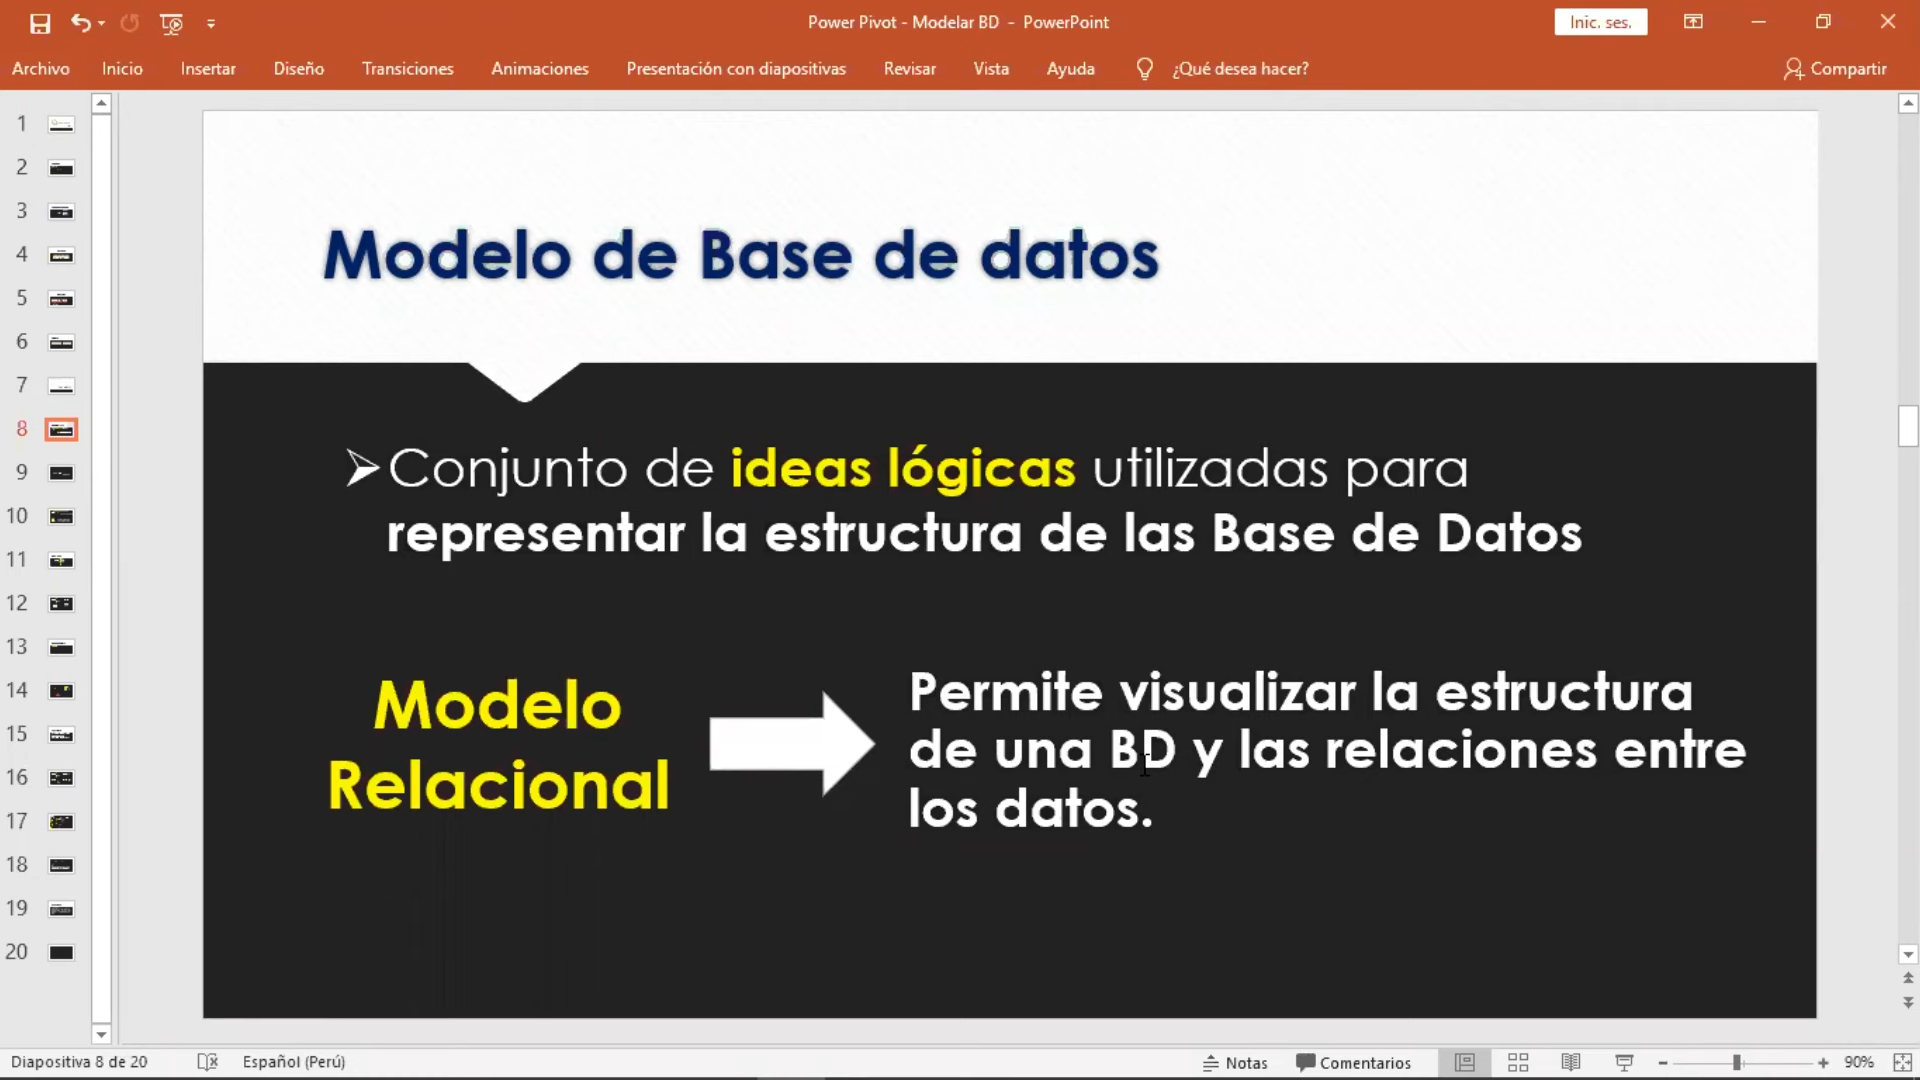 Power Pivot - Modelar BD - PowerPoint
Inic. ses.
Archivo Inicio Insertar Diseño Transiciones Animaciones Presentación con diapositivas Revisar Vista Ayuda ¿Qué desea hacer? Compartir
1
2
3
4
5
6
7
8
9
10
11
12
13
14
15
16
17
18
19
20
Modelo de Base de datos
Conjunto de ideas lógicas utilizadas para
representar la estructura de las Base de Datos
Modelo
Relacional
Permite visualizar la estructura
de una BD y las relaciones entre
los datos.
Diapositiva 8 de 20 Español (Perú) Notas Comentarios 90%